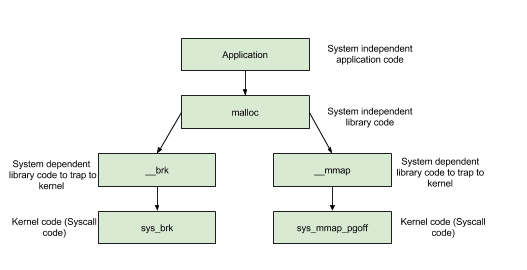 Application
System independent
application code
malloc
System independent
library code
System dependent
library code to trap to
kernel
__brk
__mmap
System dependent
library code to trap to
kernel
Kernel code (Syscall
code)
sys_brk
sys_mmap_pgoff
Kernel code (Syscall
code)